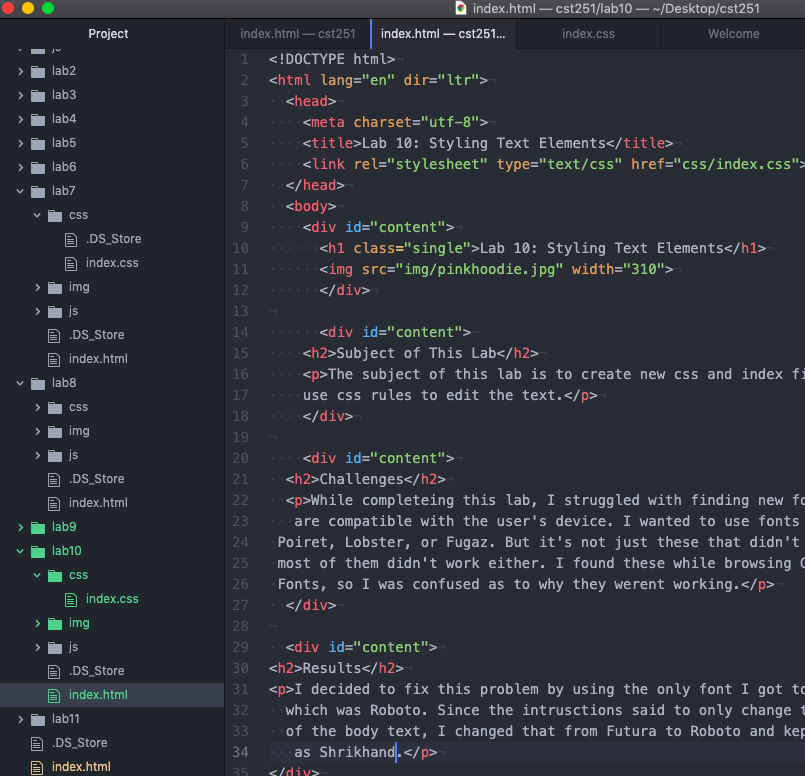 index.html — cst251/lab10 — ~/Desktop/cst251
Project
index.html — cst251
index.html — cst251...
index.css
Welcome
js
lab2
lab3
lab4
lab5
lab6
lab7
css
.DS_Store
index.css
img
js
.DS_Store
index.html
lab8
css
img
js
.DS_Store
index.html
lab9
lab10
css
index.css
img
js
.DS_Store
index.html
lab11
.DS_Store
index.html
1 <!DOCTYPE html>
2 <html lang="en" dir="ltr">
3 <head>
4 <meta charset="utf-8">
5 <title>Lab 10: Styling Text Elements</title>
6 <link rel="stylesheet" type="text/css" href="css/index.css">
7 </head>
8 <body>
9 <div id="content">
10 <h1 class="single">Lab 10: Styling Text Elements</h1>
11 <img src="img/pinkhoodie.jpg" width="310">
12 </div>
13
14 <div id="content">
15 <h2>Subject of This Lab</h2>
16 <p>The subject of this lab is to create new css and index fi
17 use css rules to edit the text.</p>
18 </div>
19
20 <div id="content">
21 <h2>Challenges</h2>
22 <p>While completeing this lab, I struggled with finding new fo
23 are compatible with the user's device. I wanted to use fonts
24 Poiret, Lobster, or Fugaz. But it's not just these that didn't
25 most of them didn't work either. I found these while browsing G
26 Fonts, so I was confused as to why they werent working.</p>
27 </div>
28
29 <div id="content">
30 <h2>Results</h2>
31 <p>I decided to fix this problem by using the only font I got to
32 which was Roboto. Since the intrusctions said to only change t
33 of the body text, I changed that from Futura to Roboto and kep
34 as Shrikhand.</p>
35 </div>